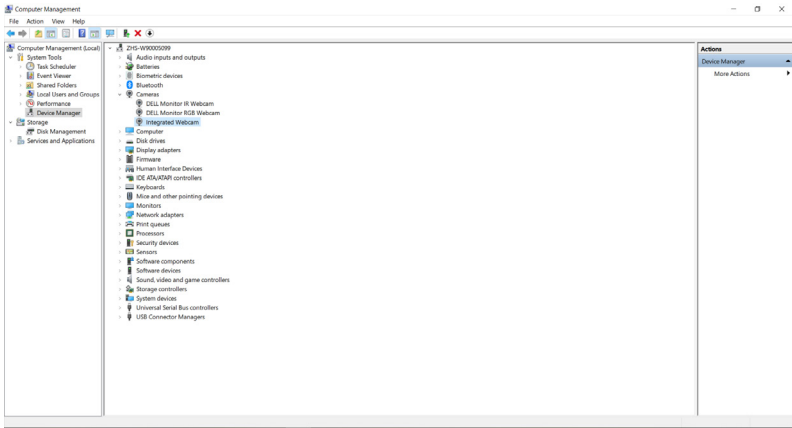 Computer Management
File Action View Help
Computer Management (Local)
System Tools
Task Scheduler
Event Viewer
Shared Folders
Local Users and Groups
Performance
Device Manager
Storage
Disk Management
Services and Applications
ZHS-W90005099
Audio inputs and outputs
Batteries
Biometric devices
Bluetooth
Cameras
DELL Monitor IR Webcam
DELL Monitor RGB Webcam
Integrated Webcam
Computer
Disk drives
Display adapters
Firmware
Human Interface Devices
IDE ATA/ATAPI controllers
Keyboards
Mice and other pointing devices
Monitors
Network adapters
Print queues
Processors
Security devices
Sensors
Software components
Software devices
Sound, video and game controllers
Storage controllers
System devices
Universal Serial Bus controllers
USB Connector Managers
Actions
Device Manager
More Actions